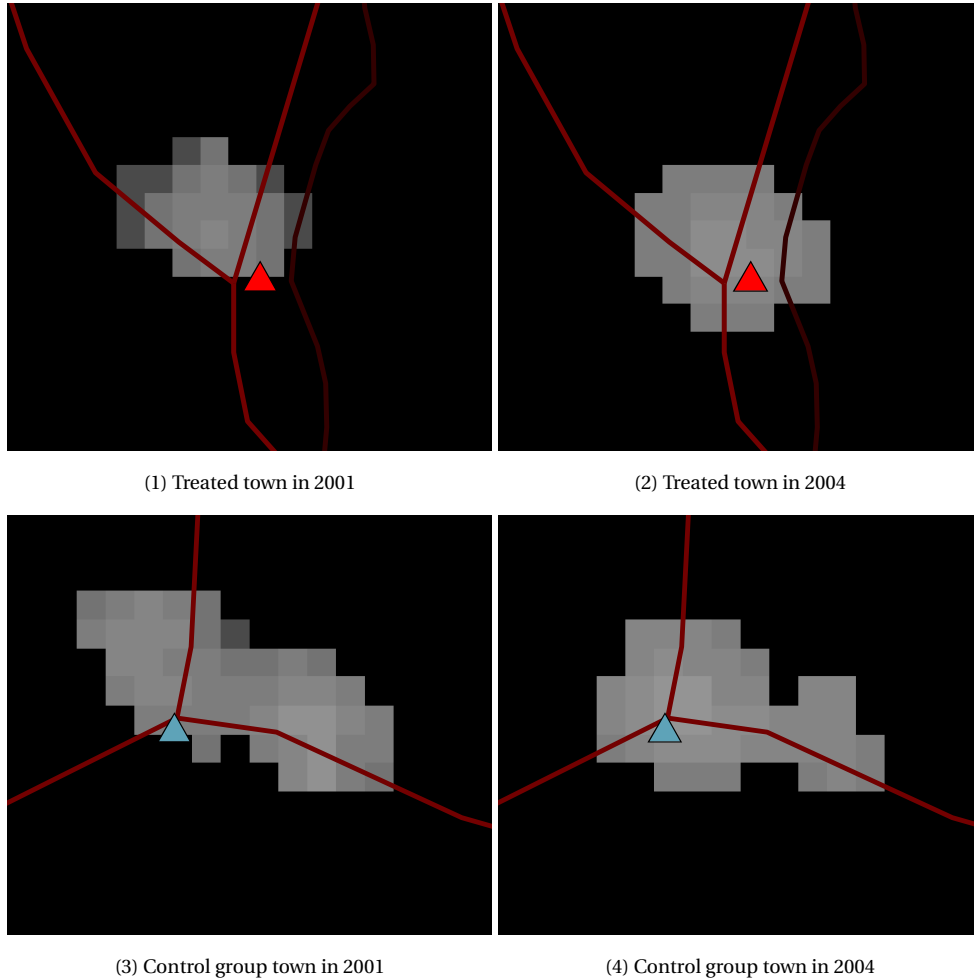 (1) Treated town in 2001
(2) Treated town in 2004
(3) Control group town in 2001
(4) Control group town in 2004